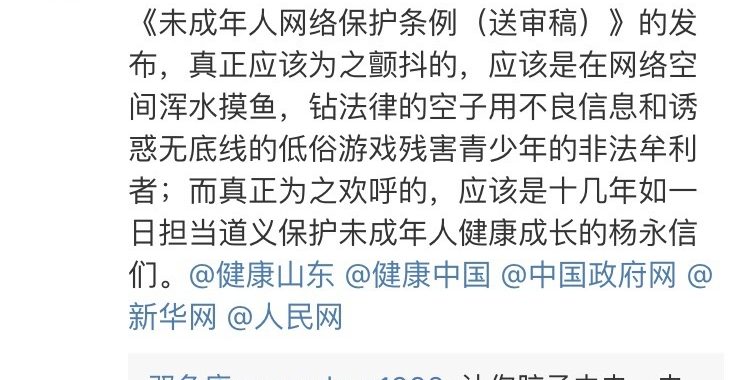 《未成年人网络保护条例（送审稿）》的发
布，真正应该为之颤抖的，应该是在网络空
间浑水摸鱼，钻法律的空子用不良信息和诱
惑无底线的低俗游戏残害青少年的非法牟利
者；而真正为之欢呼的，应该是十几年如一
日担当道义保护未成年人健康成长的杨永信
们。@健康山东 @健康中国 @中国政府网 @
新华网 @人民网